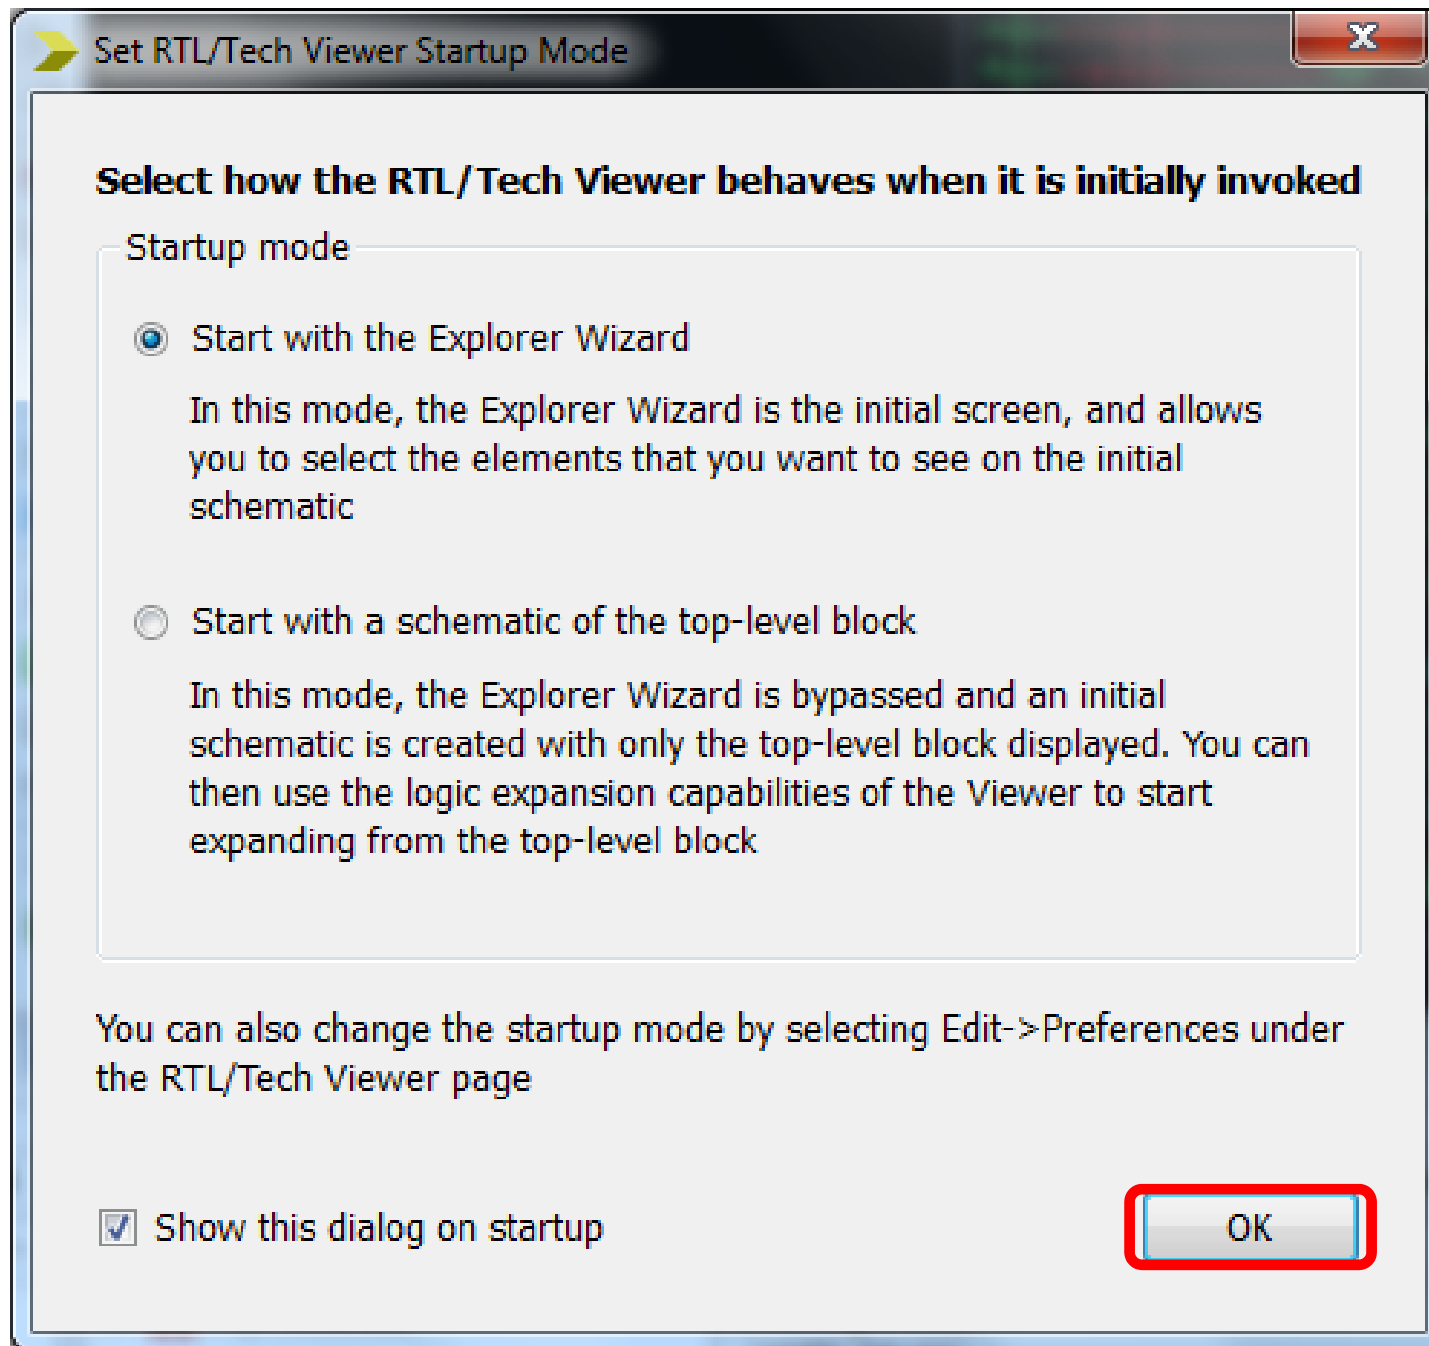 Set RTL/Tech Viewer Startup Mode
Select how the RTL/Tech Viewer behaves when it is initially invoked
Startup mode
Start with the Explorer Wizard
In this mode, the Explorer Wizard is the initial screen, and allows
you to select the elements that you want to see on the initial
schematic
Start with a schematic of the top-level block
In this mode, the Explorer Wizard is bypassed and an initial
schematic is created with only the top-level block displayed. You can
then use the logic expansion capabilities of the Viewer to start
expanding from the top-level block
You can also change the startup mode by selecting Edit->Preferences under
the RTL/Tech Viewer page
Show this dialog on startup
OK